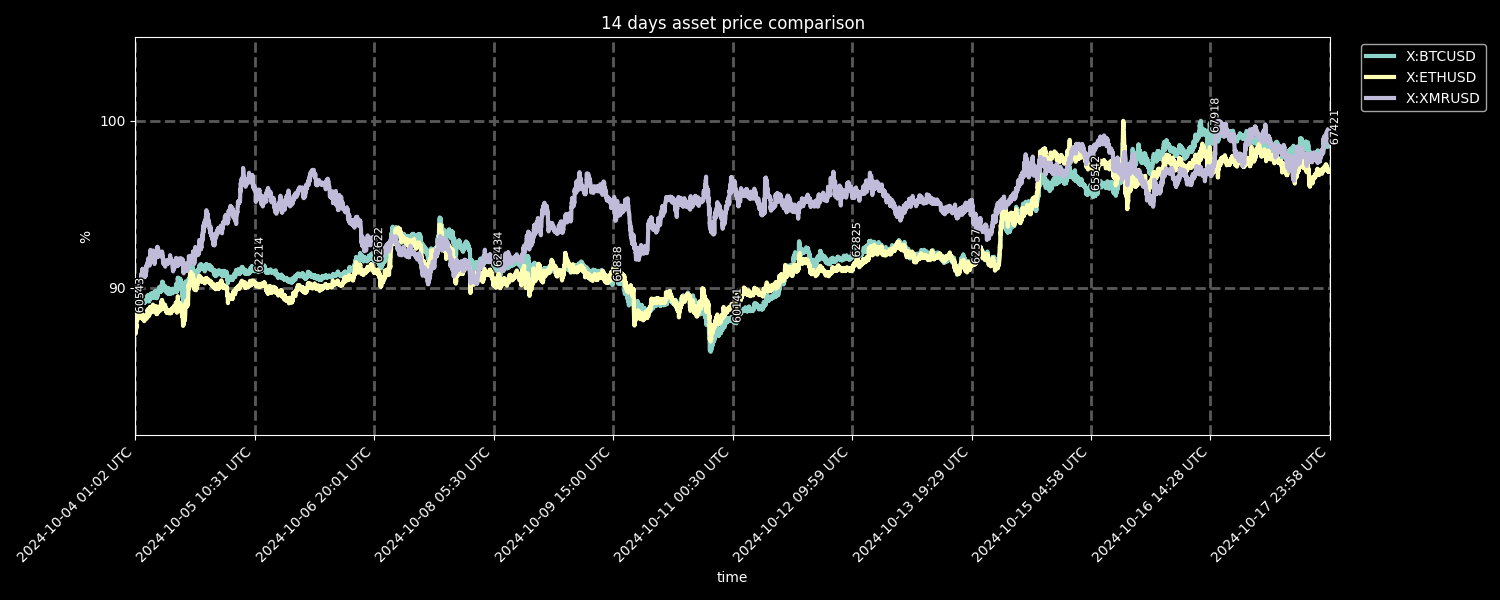 14 days asset price comparison
X:BTCUSD
X:ETHUSD
X:XMRUSD
100
90
%
60543
62214
62622
62434
61838
60141
62825
62557
65542
67918
67421
2024-10-04 01:02 UTC
2024-10-05 10:31 UTC
2024-10-06 20:01 UTC
2024-10-08 05:30 UTC
2024-10-09 15:00 UTC
2024-10-11 00:30 UTC
2024-10-12 09:59 UTC
2024-10-13 19:29 UTC
2024-10-15 04:58 UTC
2024-10-16 14:28 UTC
2024-10-17 23:58 UTC
time